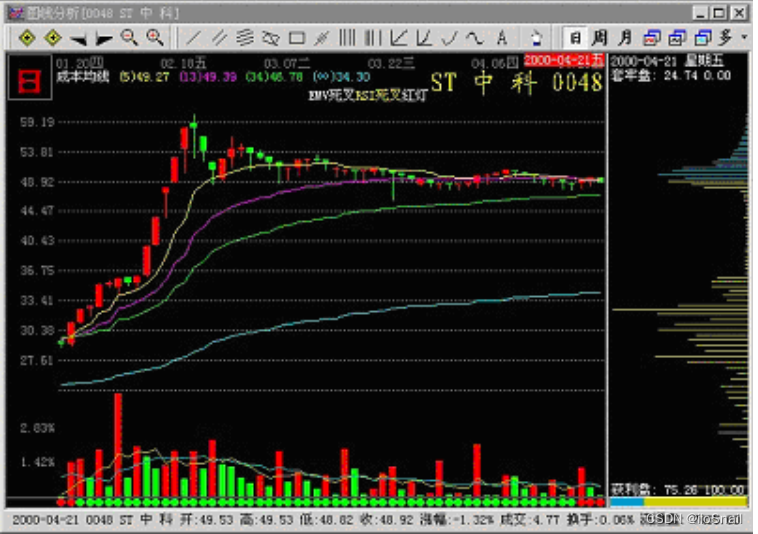 图线分析[0048 ST 中 科]
A 日 周 月 多
日
01.20四 02.18五 03.07二 03.22三 04.06四 2000-04-21五
成本均线 (5)49.27 (13)49.39 (34)46.78 (∞)34.30
ST 中 科 0048
EMV死叉RSI死叉红灯
2000-04-21 星期五
套牢盘: 24.74 0.00
59.19
53.81
48.92
44.47
40.43
36.75
33.41
30.38
27.61
2.83%
1.42%
获利盘: 75.26 100.00
2000-04-21 0048 ST 中 科 开:49.53 高:49.53 低:48.82 收:48.92 涨幅:-1.32% 成交:4.77 换手:0.06%